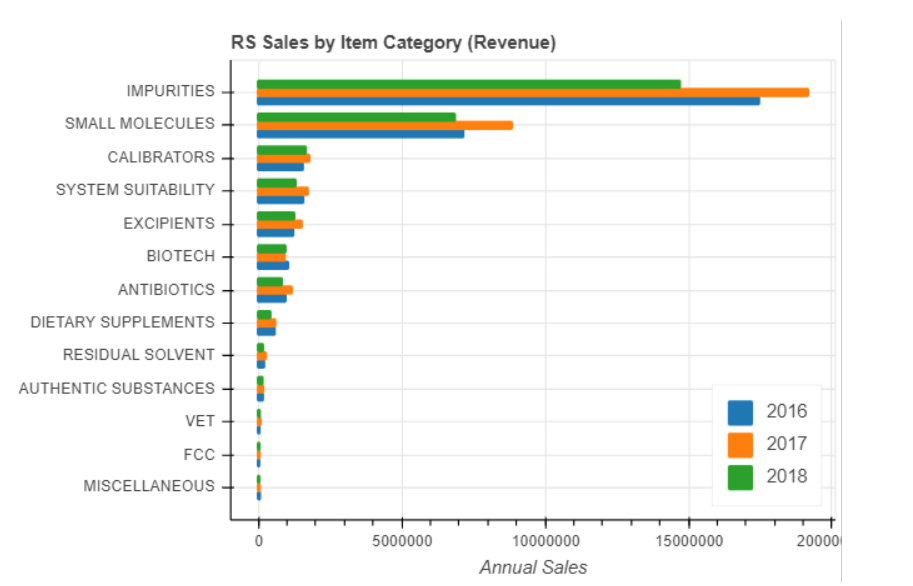 RS Sales by Item Category (Revenue)
IMPURITIES
SMALL MOLECULES
CALIBRATORS
SYSTEM SUITABILITY
EXCIPIENTS
BIOTECH
ANTIBIOTICS
DIETARY SUPPLEMENTS
RESIDUAL SOLVENT
AUTHENTIC SUBSTANCES
VET
FCC
MISCELLANEOUS
2016
2017
2018
0 5000000 10000000 15000000 200000
Annual Sales